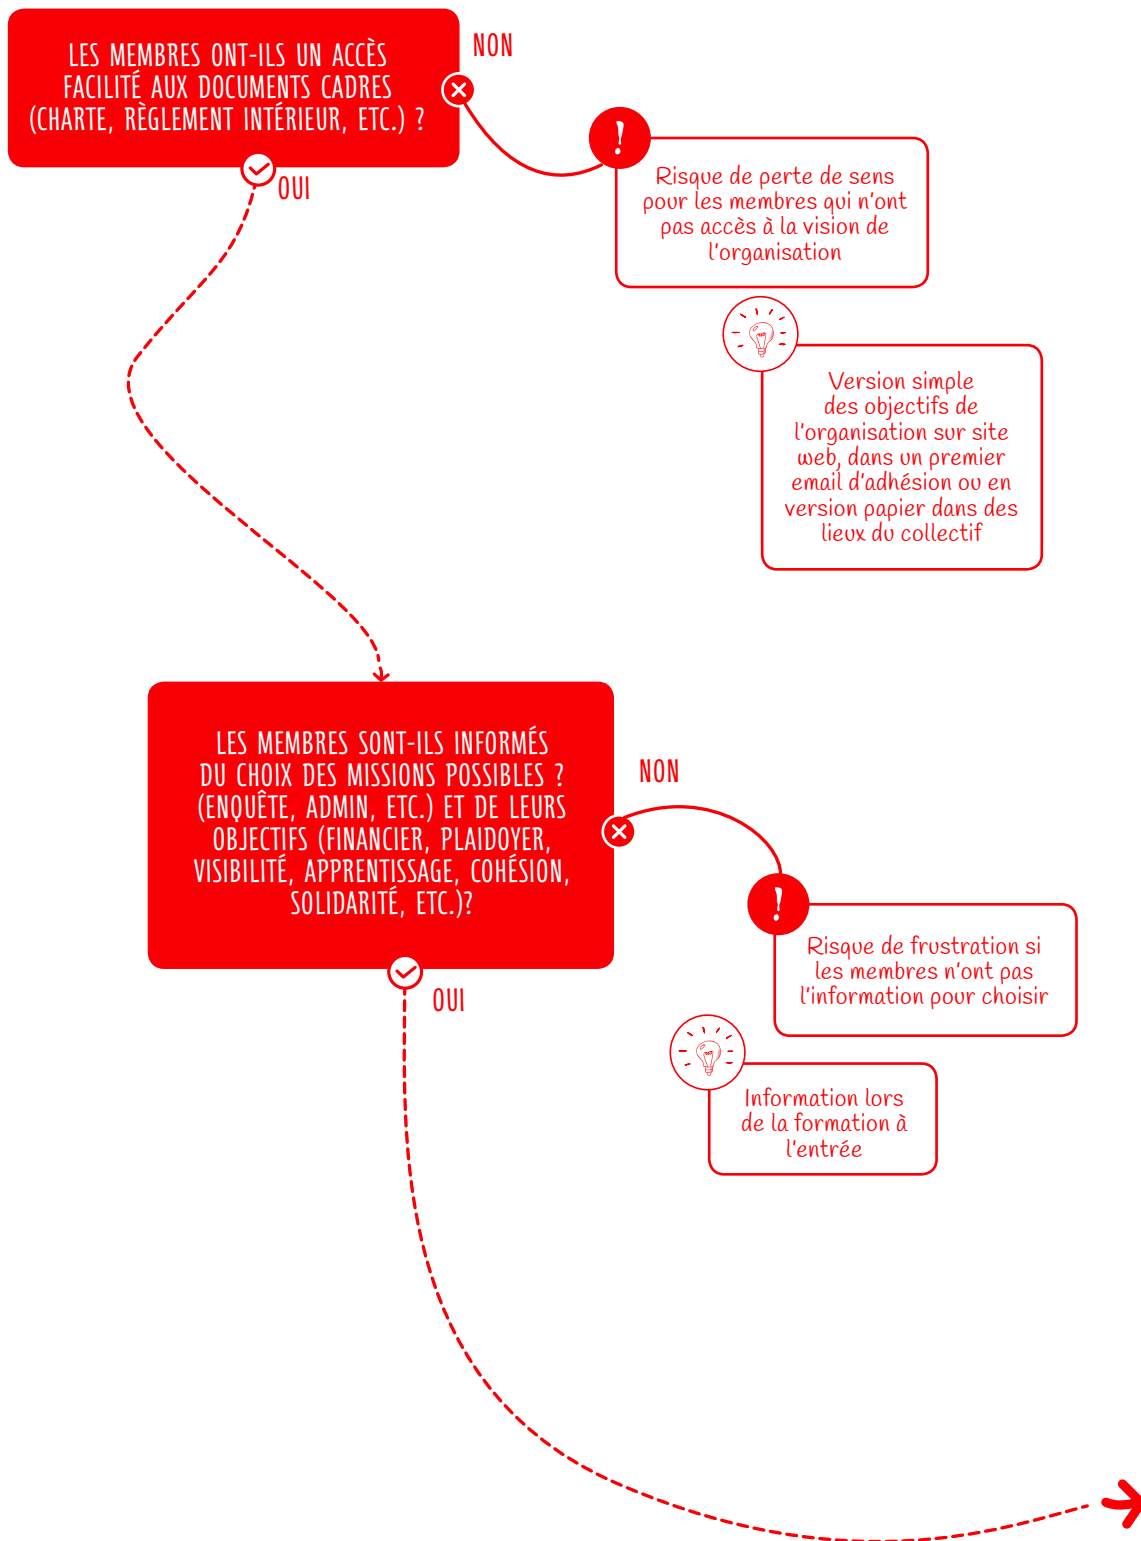 LES MEMBRES ONT-ILS UN ACCÈS
FACILITÉ AUX DOCUMENTS CADRES
(CHARTE, RÈGLEMENT INTÉRIEUR, ETC.) ?
NON
OUI
!
Risque de perte de sens
pour les membres qui n'ont
pas accès à la vision de
l'organisation
Version simple
des objectifs de
l'organisation sur site
web, dans un premier
email d'adhésion ou en
version papier dans des
lieux du collectif
LES MEMBRES SONT-ILS INFORMÉS
DU CHOIX DES MISSIONS POSSIBLES ?
(ENQUÊTE, ADMIN, ETC.) ET DE LEURS
OBJECTIFS (FINANCIER, PLAIDOYER,
VISIBILITÉ, APPRENTISSAGE, COHÉSION,
SOLIDARITÉ, ETC.)?
NON
OUI
!
Risque de frustration si
les membres n'ont pas
l'information pour choisir
Information lors
de la formation à
l'entrée